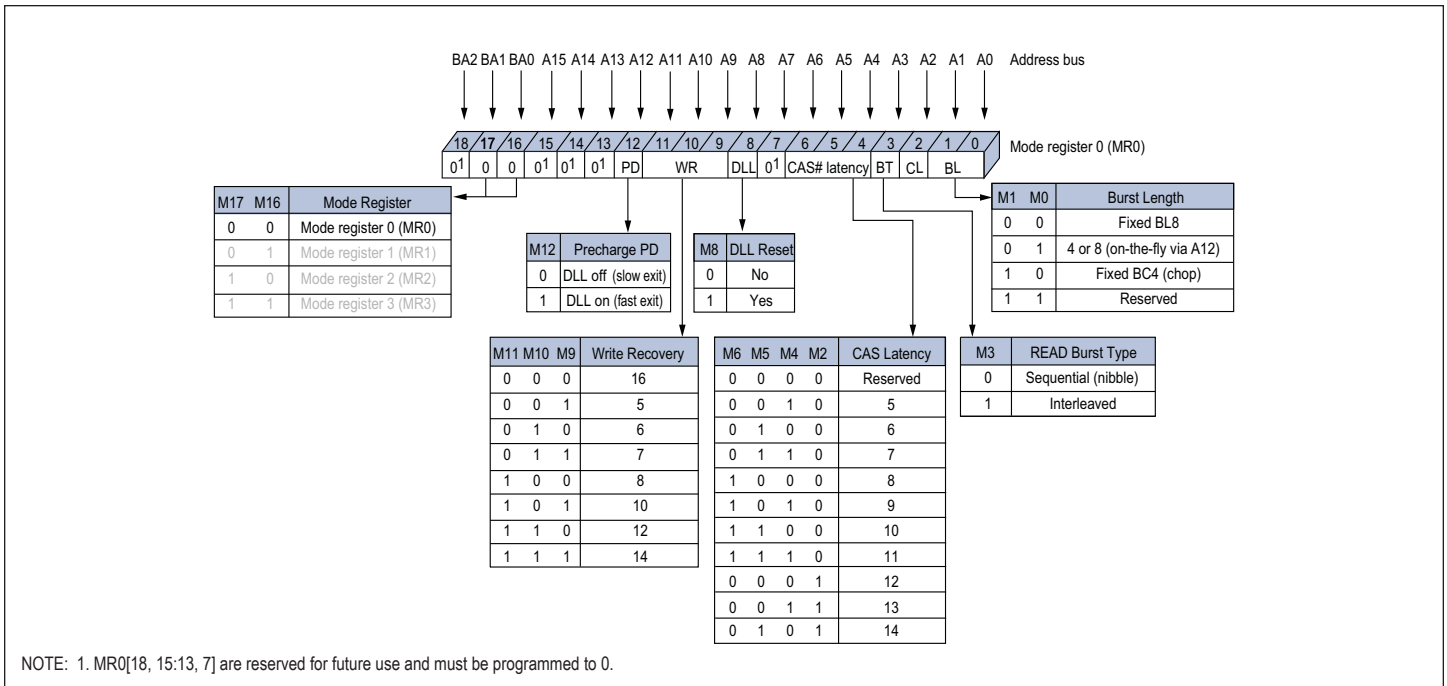 BA2 BA1 BA0 A15 A14 A13 A12 A11 A10 A9 A8 A7 A6 A5 A4 A3 A2 A1 A0 Address bus
18 17 16 15 14 13 12 11 10 9 8 7 6 5 4 3 2 1 0 Mode register 0 (MR0)
0¹ 0 0 0¹ 0¹ 0¹ PD WR DLL 0¹ CAS# latency BT CL BL
M17 M16 Mode Register
0 0 Mode register 0 (MR0)
0 1 Mode register 1 (MR1)
1 0 Mode register 2 (MR2)
1 1 Mode register 3 (MR3)
M12 Precharge PD
0 DLL off (slow exit)
1 DLL on (fast exit)
M8 DLL Reset
0 No
1 Yes
M1 M0 Burst Length
0 0 Fixed BL8
0 1 4 or 8 (on-the-fly via A12)
1 0 Fixed BC4 (chop)
1 1 Reserved
M11 M10 M9 Write Recovery
0 0 0 16
0 0 1 5
0 1 0 6
0 1 1 7
1 0 0 8
1 0 1 10
1 1 0 12
1 1 1 14
M6 M5 M4 M2 CAS Latency
0 0 0 0 Reserved
0 0 1 0 5
0 1 0 0 6
0 1 1 0 7
1 0 0 0 8
1 0 1 0 9
1 1 0 0 10
1 1 1 0 11
0 0 0 1 12
0 0 1 1 13
0 1 0 1 14
M3 READ Burst Type
0 Sequential (nibble)
1 Interleaved
NOTE: 1. MR0[18, 15:13, 7] are reserved for future use and must be programmed to 0.